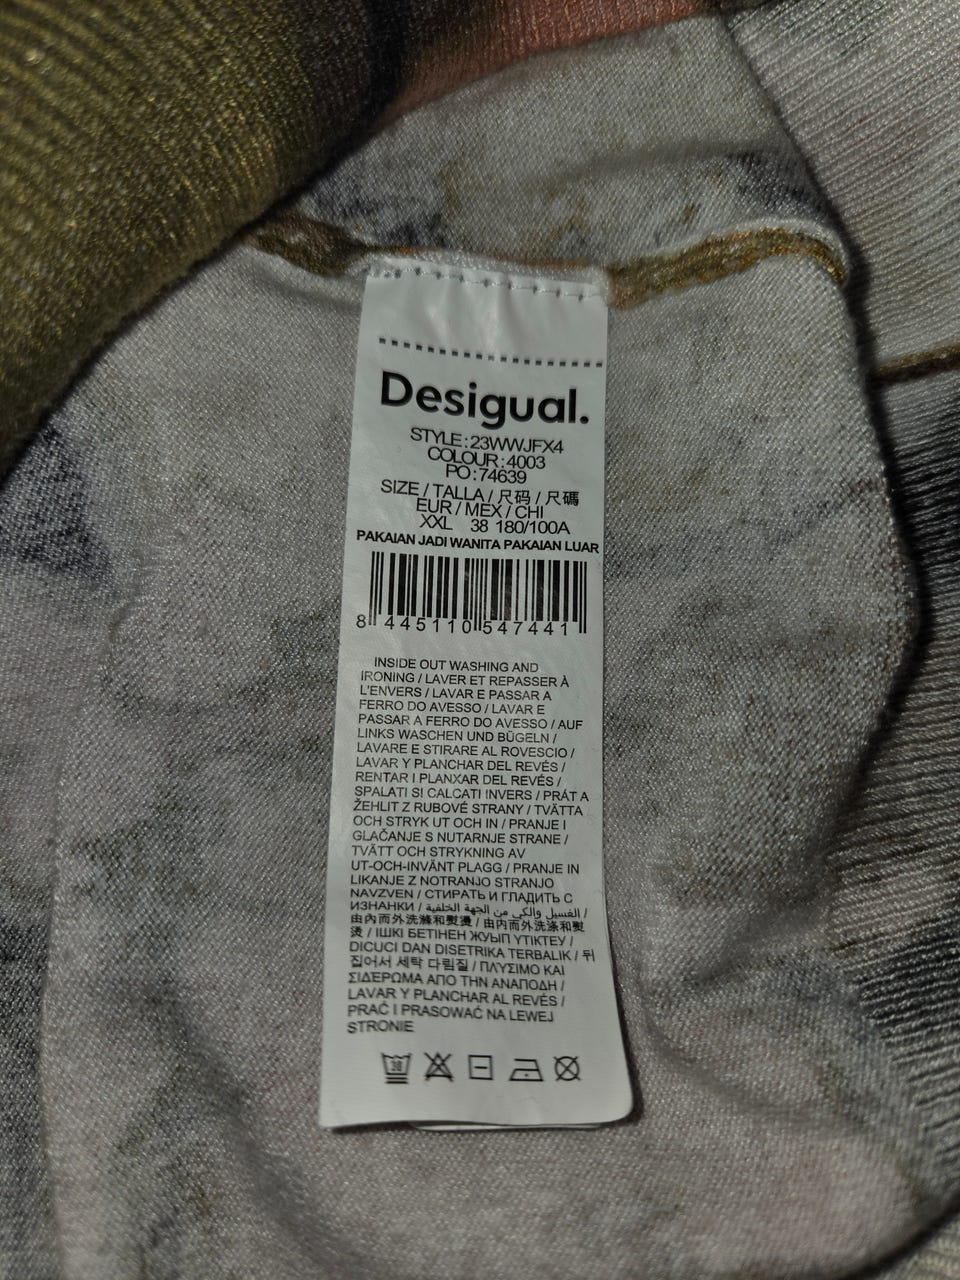 Desigual.
STYLE:23WWJFX4
COLOUR:4003
PO:74639
SIZE / TALLA / 尺码 / 尺碼
EUR / MEX / CHI
XXL 38 180/100A
PAKAIAN JADI WANITA PAKAIAN LUAR
8 445110 547441
INSIDE OUT WASHING AND
IRONING / LAVER ET REPASSER À
L'ENVERS / LAVAR E PASSAR A
FERRO DO AVESSO / LAVAR E
PASSAR A FERRO DO AVESSO / AUF
LINKS WASCHEN UND BÜGELN /
LAVARE E STIRARE AL ROVESCIO /
LAVAR Y PLANCHAR DEL REVÉS /
RENTAR I PLANXAR DEL REVÉS /
SPALATI SI CALCATI INVERS / PRÁT A
ŽEHLIT Z RUBOVÉ STRANY / TVÄTTA
OCH STRYK UT OCH IN / PRANJE I
GLAČANJE S NUTARNJE STRANE /
TVÄTT OCH STRYKNING AV
UT-OCH-INVÄNT PLAGG / PRANJE IN
LIKANJE Z NOTRANJO STRANJO
NAVZVEN / СТИРАТЬ И ГЛАДИТЬ С
ИЗНАНКИ / الغسيل والكي من الجهة الخلفية /
由內而外洗滌和熨燙 / 由内而外洗涤和熨
烫 / ІШКІ БЕТІНЕН ЖУЫП ҮТІКТЕУ /
DICUCI DAN DISETRIKA TERBALIK / 뒤
집어서 세탁 다림질 / ΠΛΥΣΙΜΟ ΚΑΙ
ΣΙΔΕΡΩΜΑ ΑΠΟ ΤΗΝ ΑΝΑΠΟΔΗ /
LAVAR Y PLANCHAR AL REVÉS /
PRAĆ I PRASOWAĆ NA LEWEJ
STRONIE
30